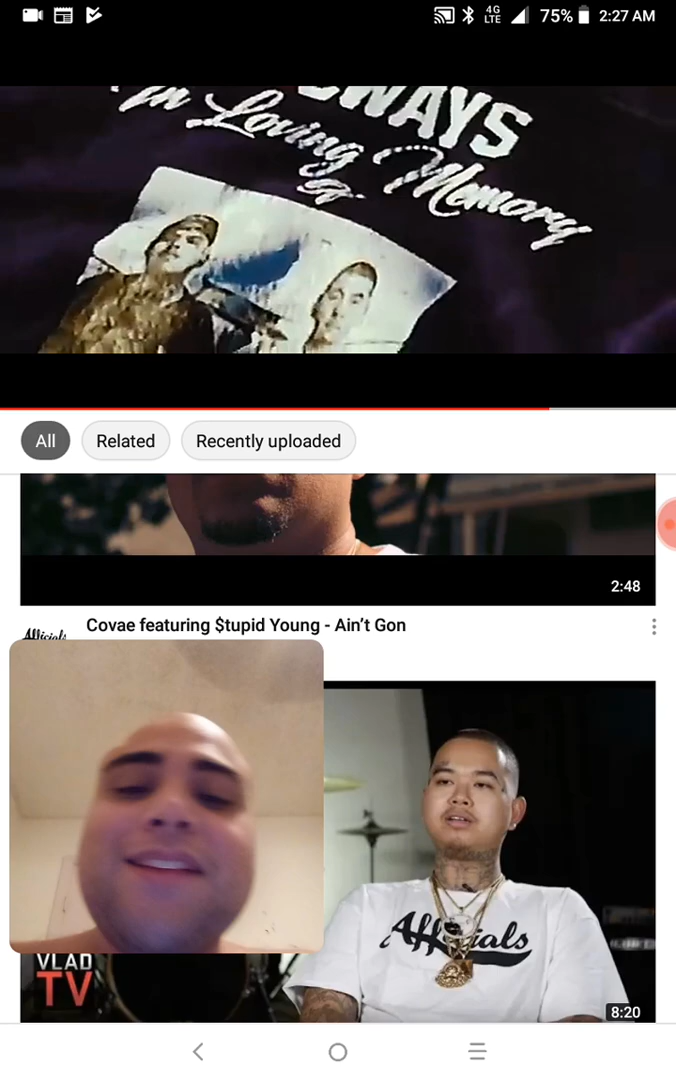 4G
LTE
75%
2:27 AM
WAYS
In Loving Memory
of
All
Related
Recently uploaded
2:48
Covae featuring $tupid Young - Ain’t Gon
Afficials
VLAD
TV
8:20